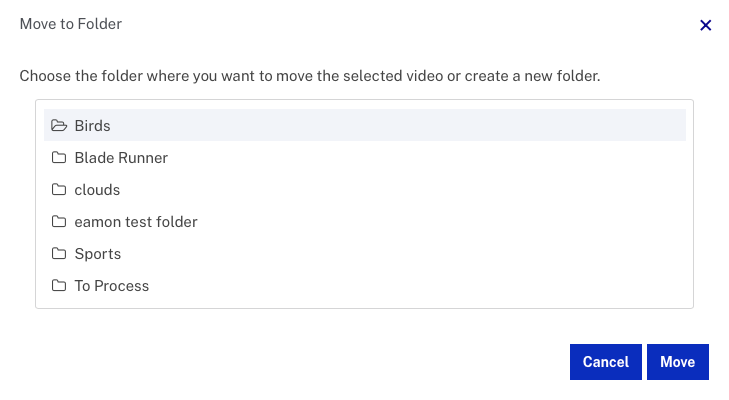 Move to Folder
Choose the folder where you want to move the selected video or create a new folder.
Birds
Blade Runner
clouds
eamon test folder
Sports
To Process
Cancel Move